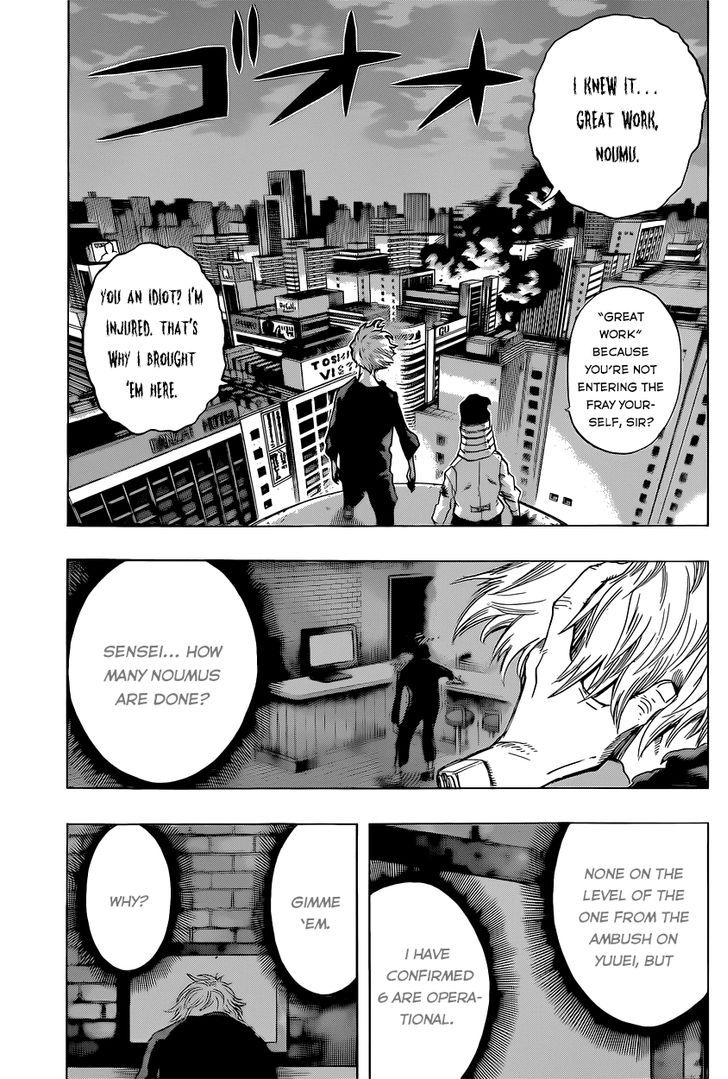 ゴオオ
I KNEW IT...
GREAT WORK,
NOUMU.
"GREAT
WORK"
BECAUSE
YOU'RE NOT
ENTERING THE
FRAY YOUR-
SELF, SIR?
YOU AN IDIOT? I'M
INJURED. THAT'S
WHY I BROUGHT
'EM HERE.
SENSEI... HOW
MANY NOUMUS
ARE DONE?
NONE ON THE
LEVEL OF THE
ONE FROM THE
AMBUSH ON
YUUEI, BUT
I HAVE
CONFIRMED
6 ARE OPERA-
TIONAL.
GIMME
'EM.
WHY?